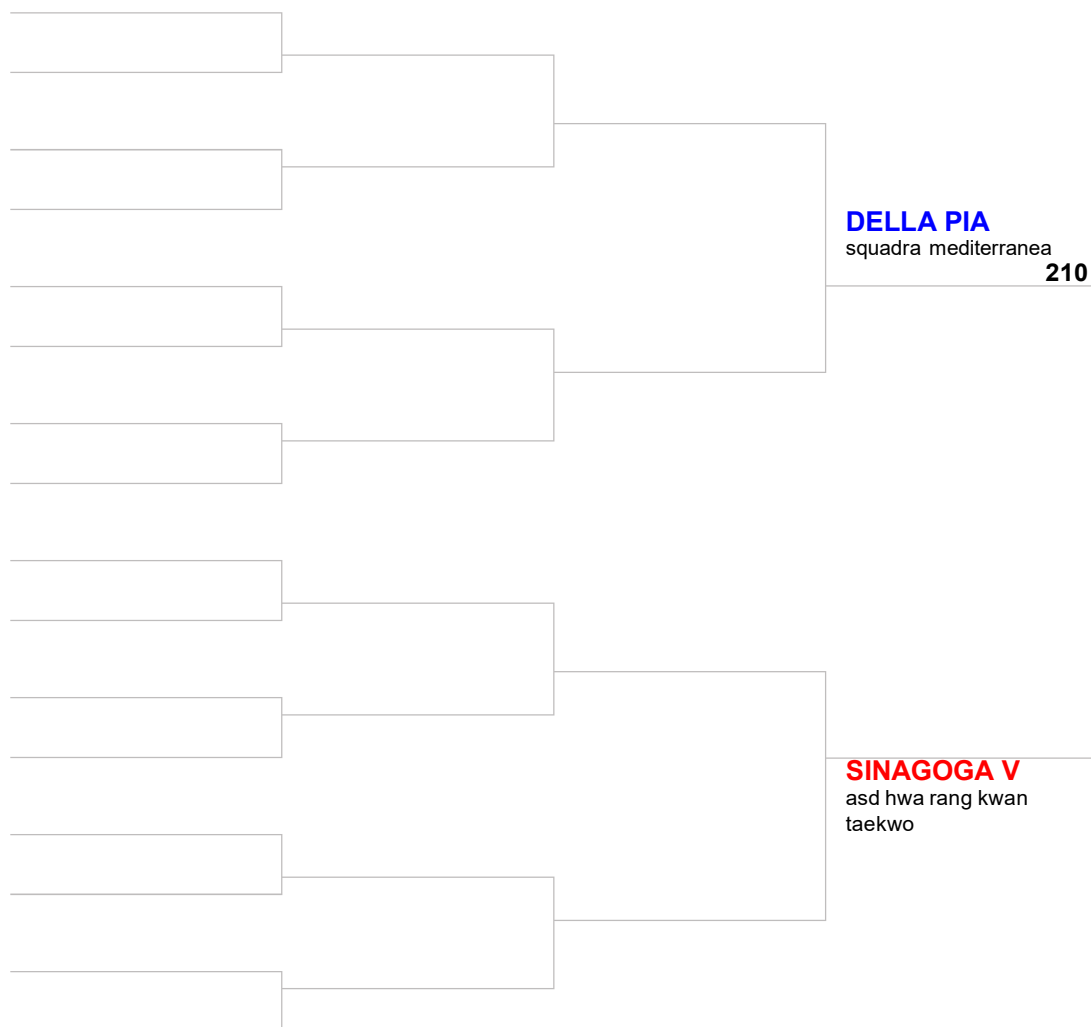 DELLA PIA
squadra mediterranea
210
SINAGOGA V
asd hwa rang kwan
taekwo